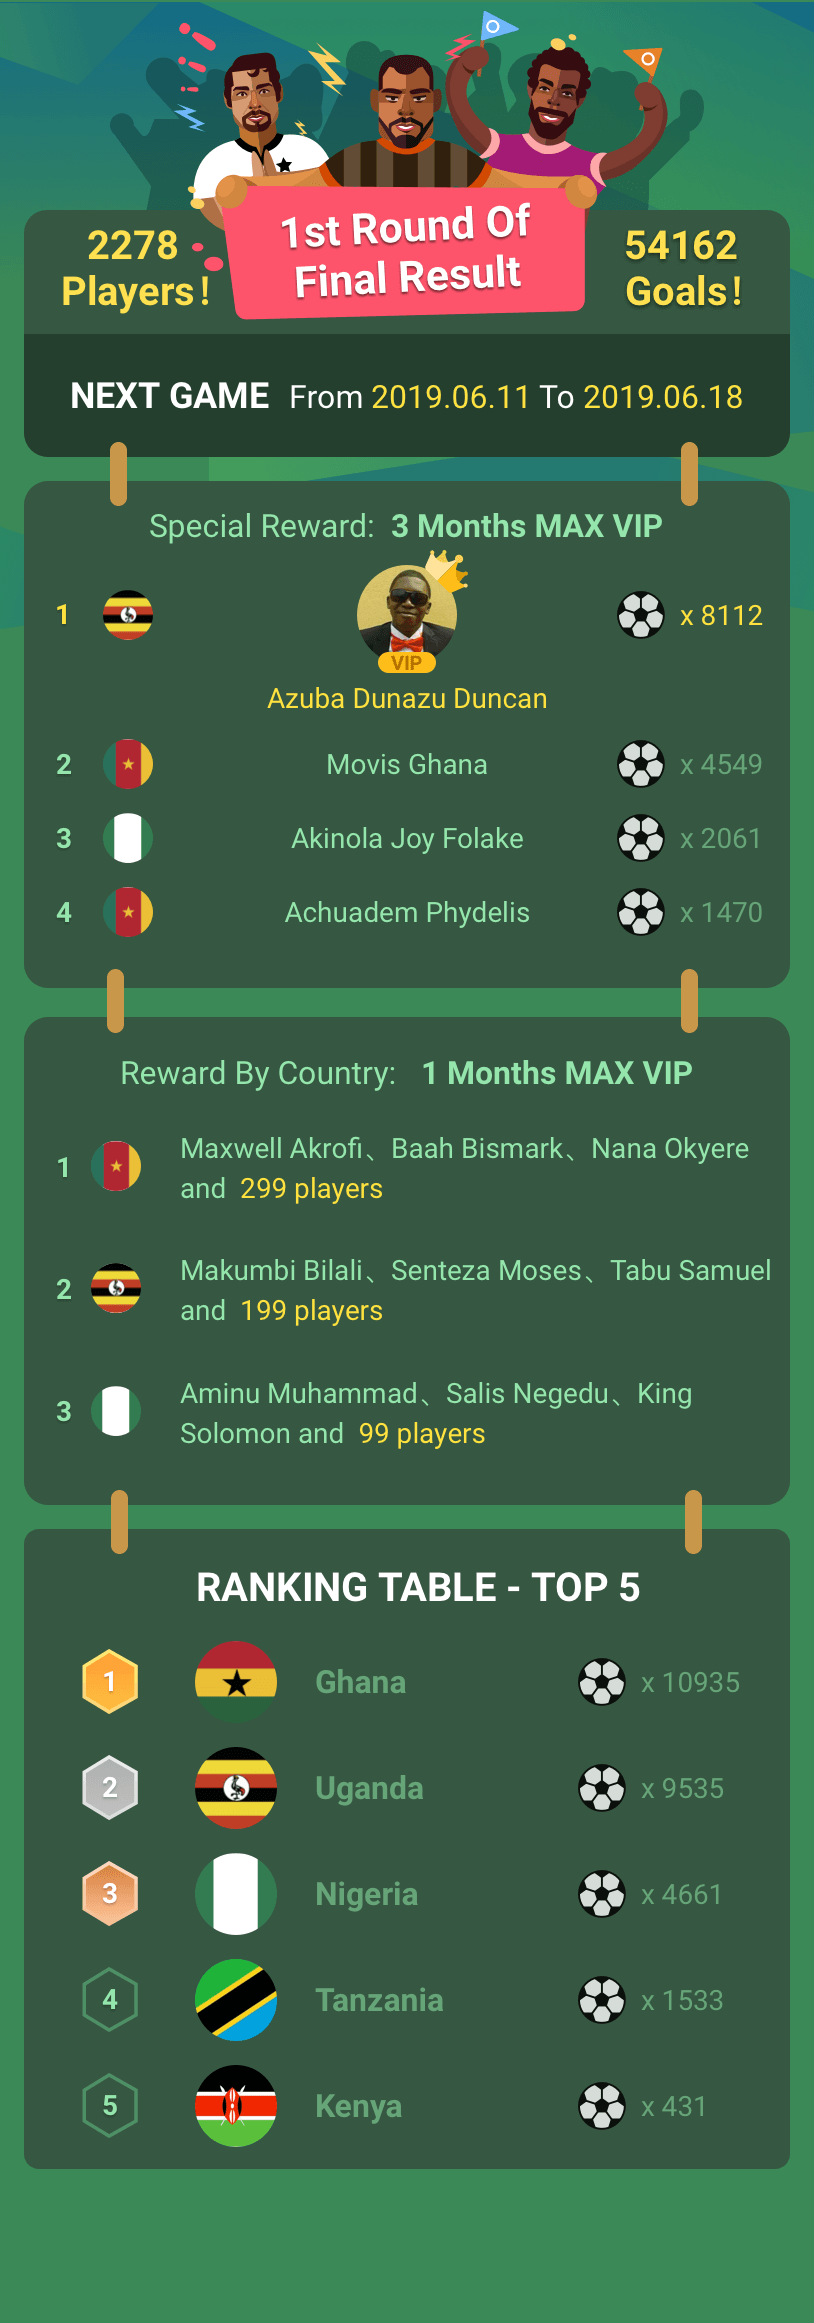 2278
Players!
1st Round Of
Final Result
54162
Goals!
NEXT GAME From 2019.06.11 To 2019.06.18
Special Reward: 3 Months MAX VIP
1 x 8112
VIP
Azuba Dunazu Duncan
2 Movis Ghana x 4549
3 Akinola Joy Folake x 2061
4 Achuadem Phydelis x 1470
Reward By Country: 1 Months MAX VIP
1 Maxwell Akrofi、Baah Bismark、Nana Okyere
and 299 players
2 Makumbi Bilali、Senteza Moses、Tabu Samuel
and 199 players
3 Aminu Muhammad、Salis Negedu、King
Solomon and 99 players
RANKING TABLE - TOP 5
1 Ghana x 10935
2 Uganda x 9535
3 Nigeria x 4661
4 Tanzania x 1533
5 Kenya x 431